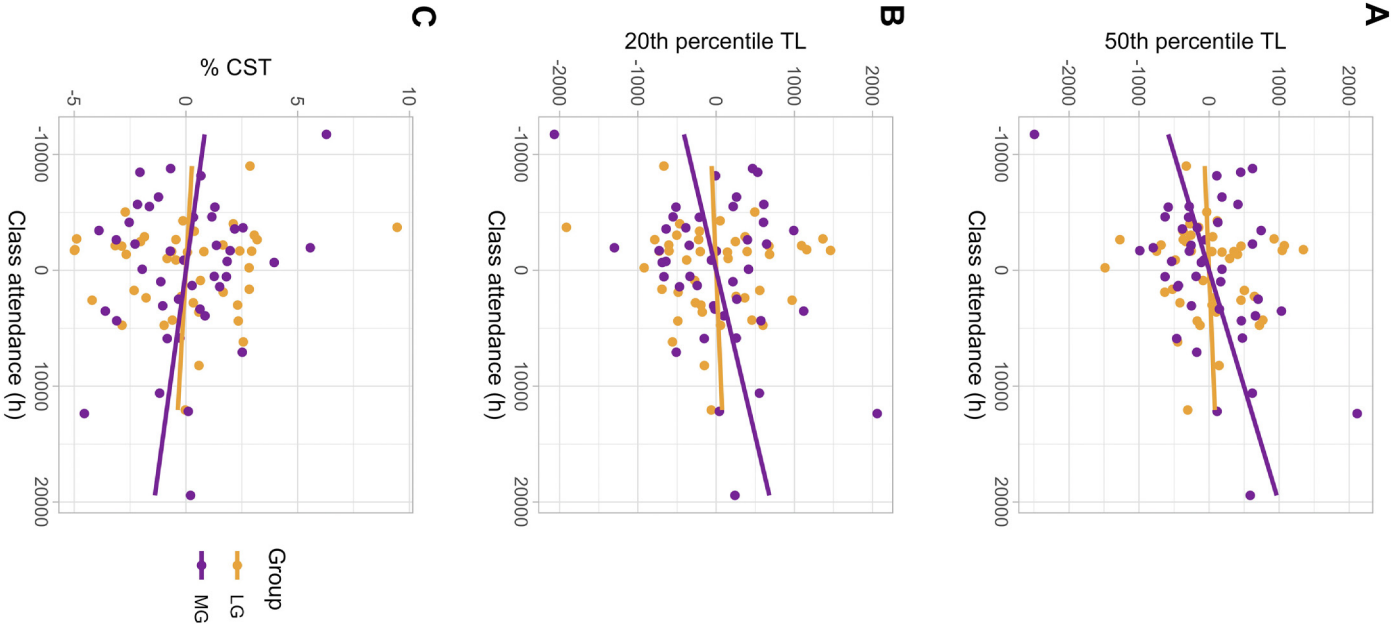 A
50th percentile TL
2000
1000
0
-1000
-2000
-10000 0 10000 20000
Class attendance (h)
B
20th percentile TL
2000
1000
0
-1000
-2000
-10000 0 10000 20000
Class attendance (h)
C
% CST
10
5
0
-5
-10000 0 10000 20000
Class attendance (h)
Group
LG
MG